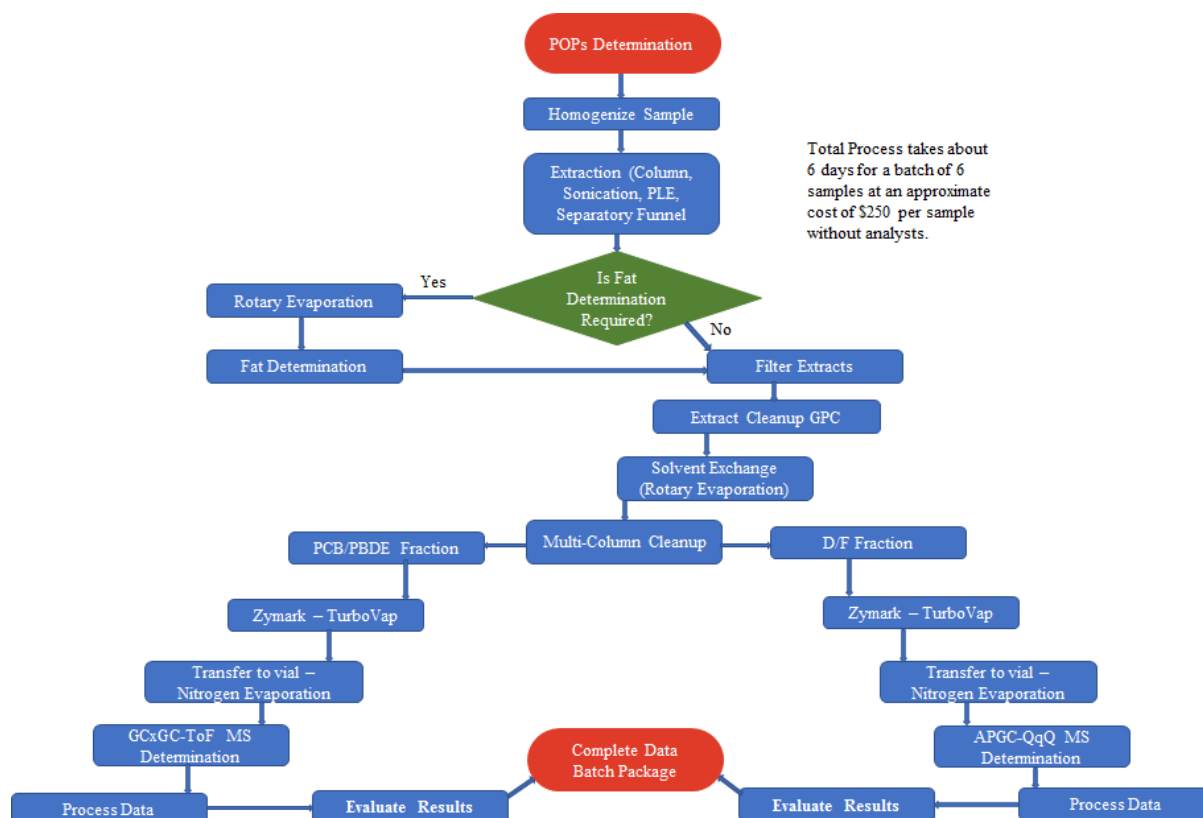 POPs Determination
Homogenize Sample
Total Process takes about
6 days for a batch of 6
samples at an approximate
cost of $250 per sample
without analysts.
Extraction (Column,
Sonication, PLE,
Separatory Funnel
Is Fat
Determination
Required?
Yes
No
Rotary Evaporation
Fat Determination
Filter Extracts
Extract Cleanup GPC
Solvent Exchange
(Rotary Evaporation)
Multi-Column Cleanup
PCB/PBDE Fraction
D/F Fraction
Zymark – TurboVap
Zymark – TurboVap
Transfer to vial –
Nitrogen Evaporation
Transfer to vial –
Nitrogen Evaporation
GCxGC-ToF MS
Determination
APGC-QqQ MS
Determination
Complete Data
Batch Package
Process Data
Evaluate Results
Evaluate Results
Process Data